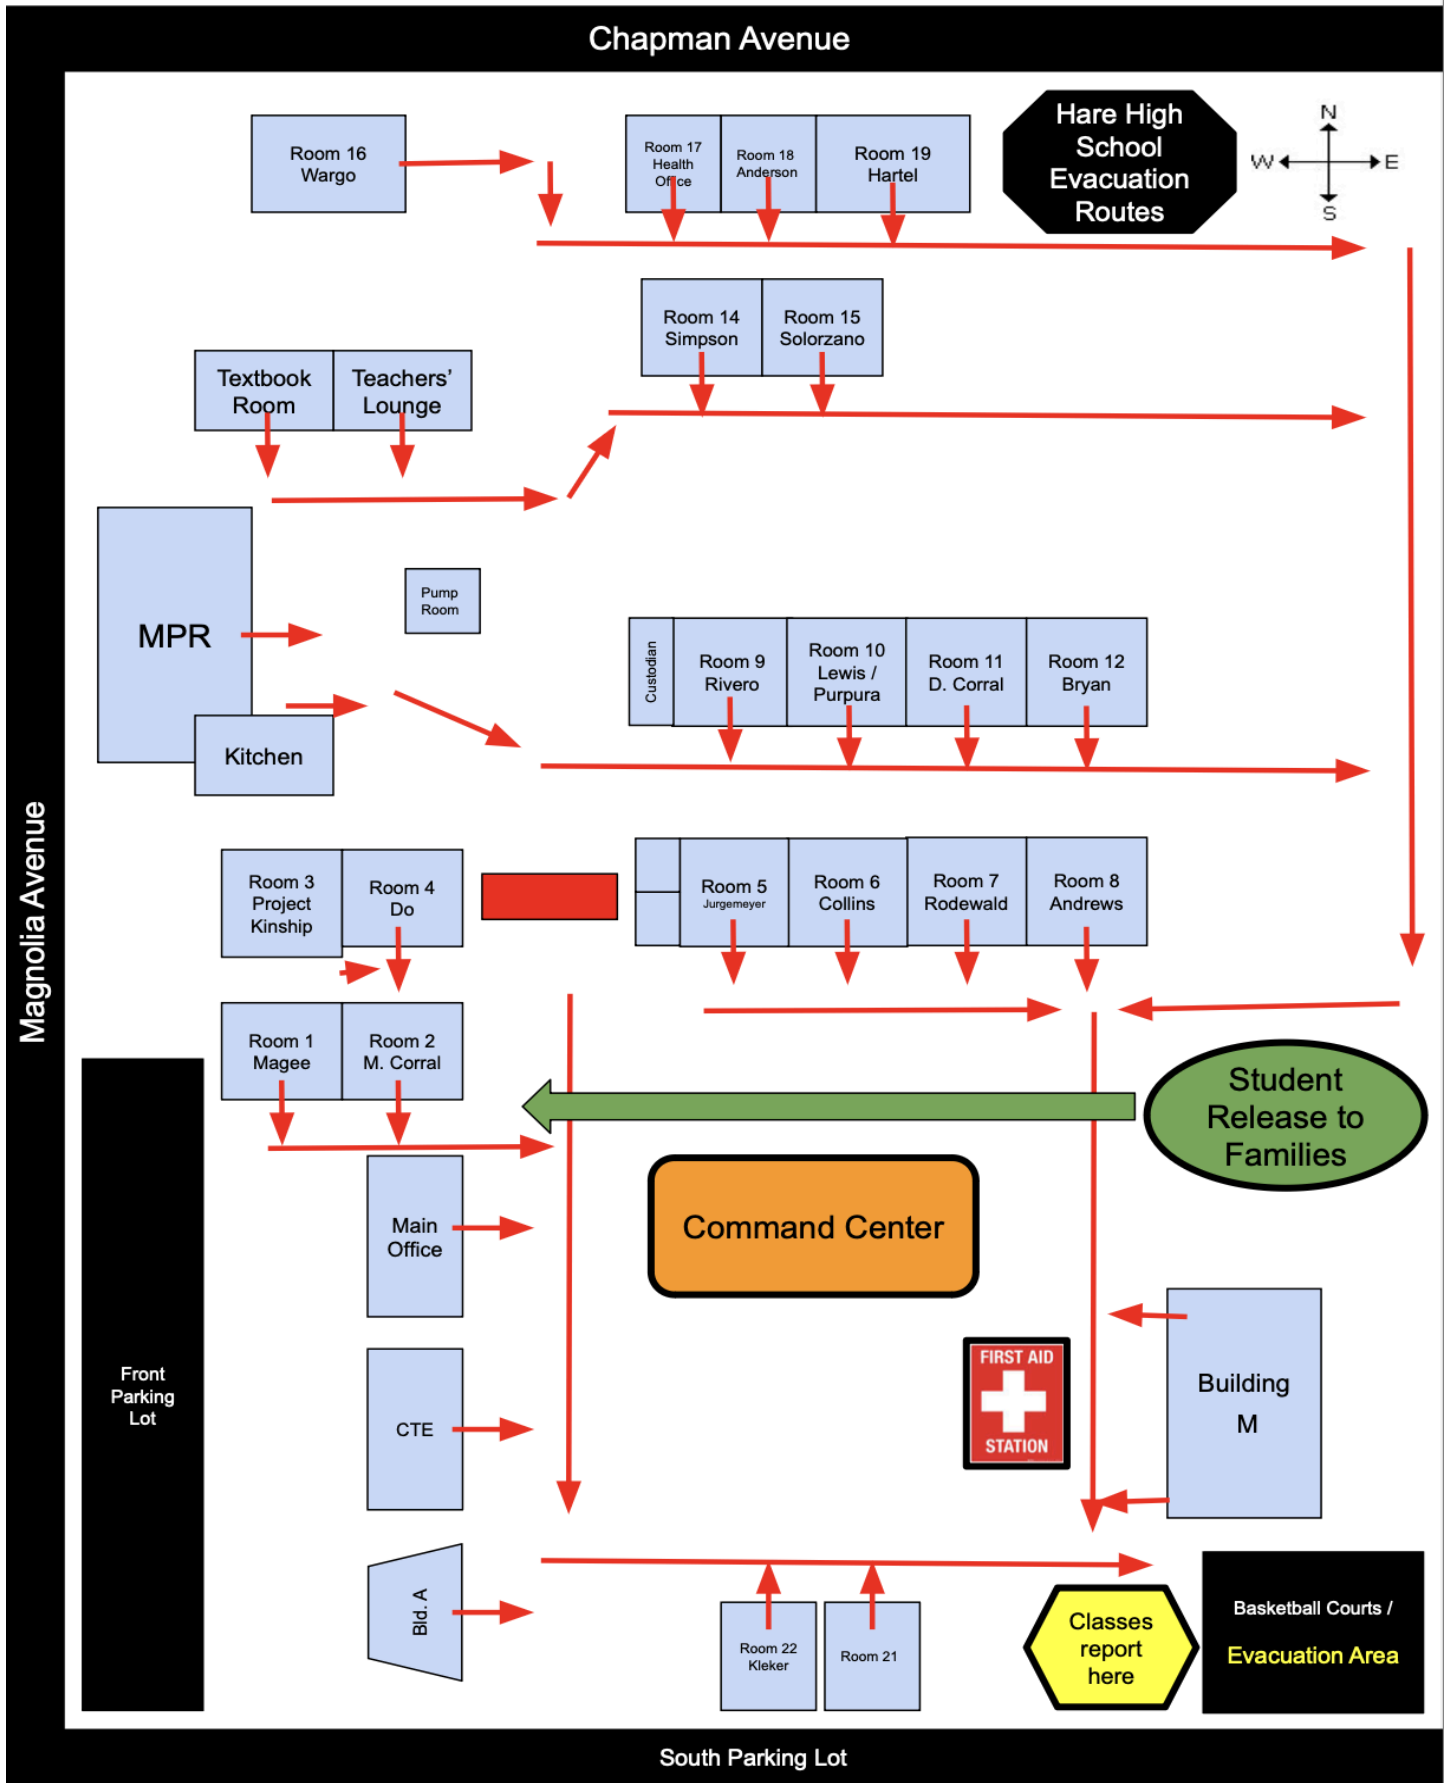 Chapman Avenue
Hare High
School
Evacuation
Routes
N
W
E
S
Room 16
Wargo
Room 17
Health
Office
Room 18
Anderson
Room 19
Hartel
Room 14
Simpson
Room 15
Solorzano
Textbook
Room
Teachers’
Lounge
MPR
Pump
Room
Kitchen
Custodian
Room 9
Rivero
Room 10
Lewis /
Purpura
Room 11
D. Corral
Room 12
Bryan
Magnolia Avenue
Room 3
Project
Kinship
Room 4
Do
Room 5
Jurgemeyer
Room 6
Collins
Room 7
Rodewald
Room 8
Andrews
Room 1
Magee
Room 2
M. Corral
Student
Release to
Families
Main
Office
Command Center
Front
Parking
Lot
CTE
FIRST AID
STATION
Building
M
Bld. A
Room 22
Kleker
Room 21
Classes
report
here
Basketball Courts /
Evacuation Area
South Parking Lot